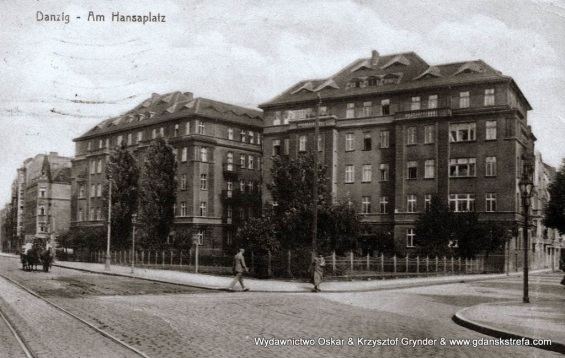 Danzig - Am Hansaplatz
Wydawnictwo Oskar & Krzysztof Grynder & www.gdanskstrefa.com